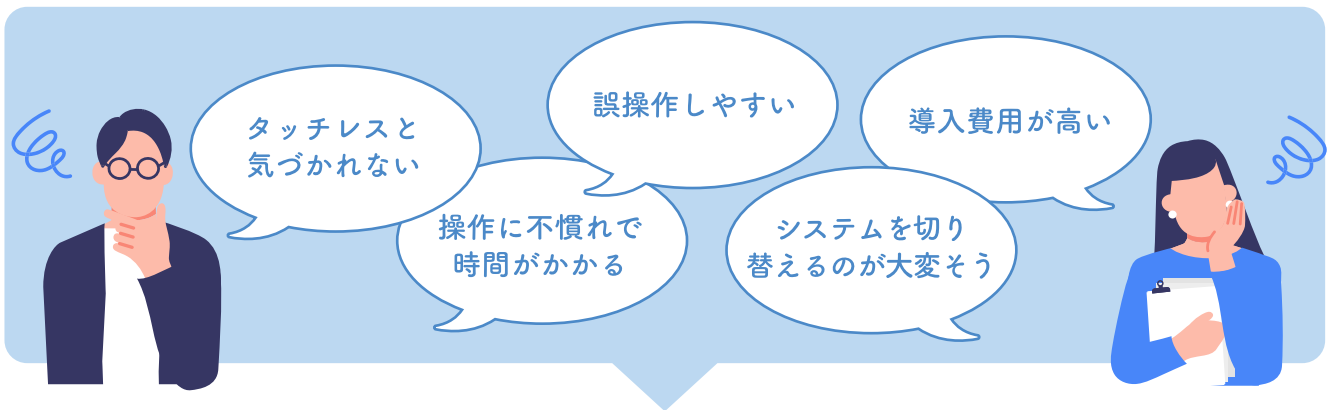 タッチレスと
気づかれない
操作に不慣れで
時間がかかる
誤操作しやすい
システムを切り
替えるのが大変そう
導入費用が高い